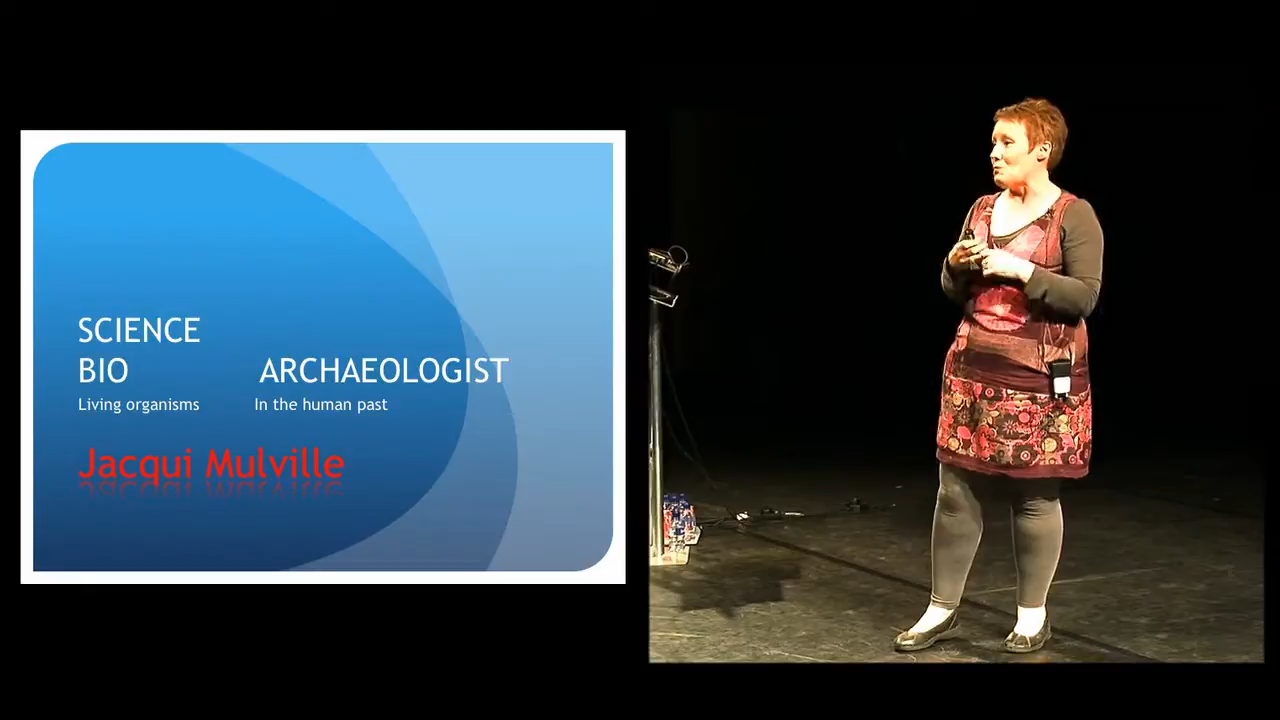 SCIENCE
BIO ARCHAEOLOGIST
Living organisms In the human past
Jacqui Mulville